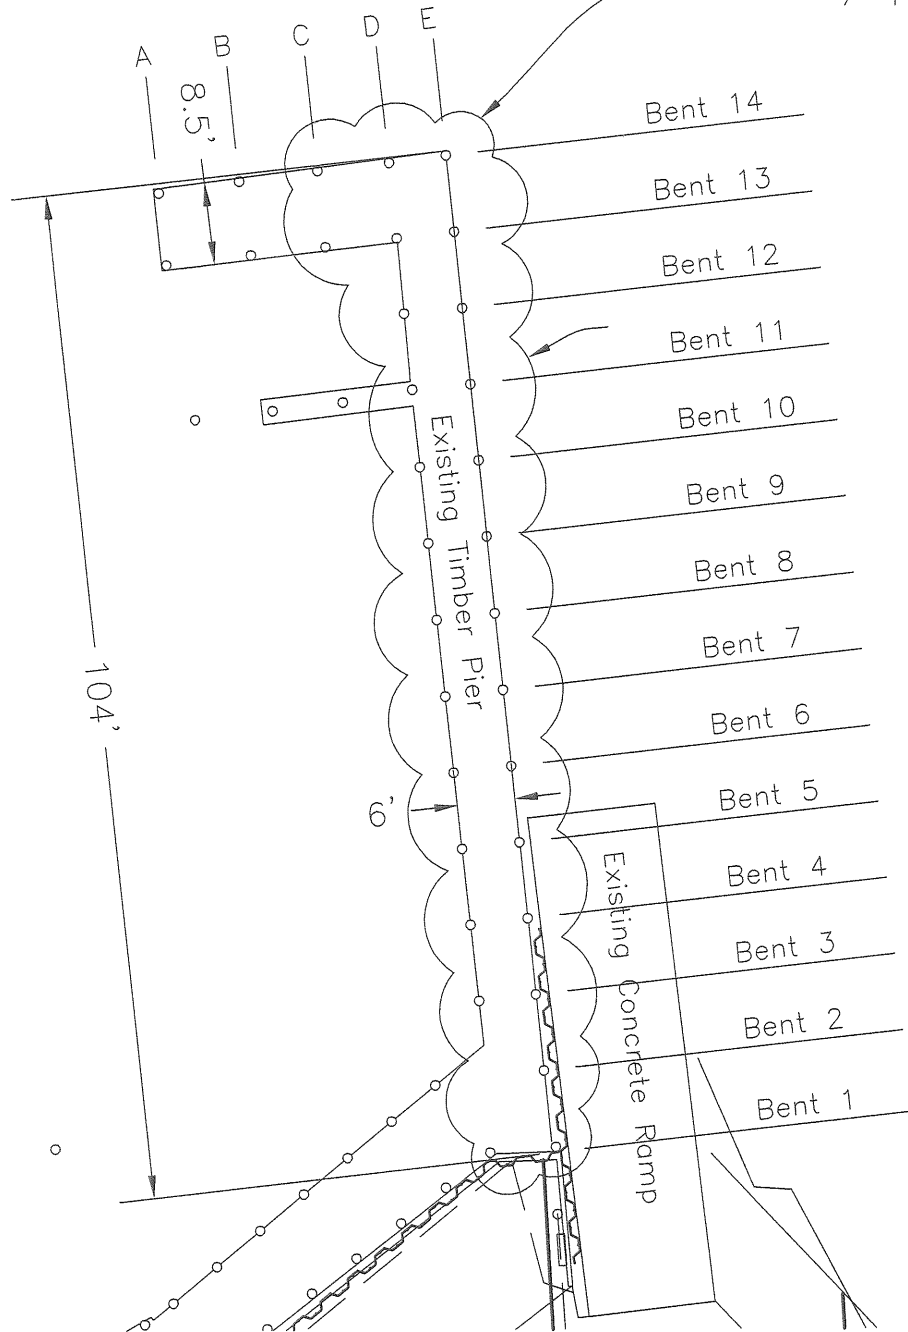 A
B
C
D
E
8.5'
Bent 14
Bent 13
Bent 12
Bent 11
Bent 10
Bent 9
Bent 8
Bent 7
Bent 6
Bent 5
Bent 4
Bent 3
Bent 2
Bent 1
Existing Timber Pier
104'
6'
Existing Concrete Ramp